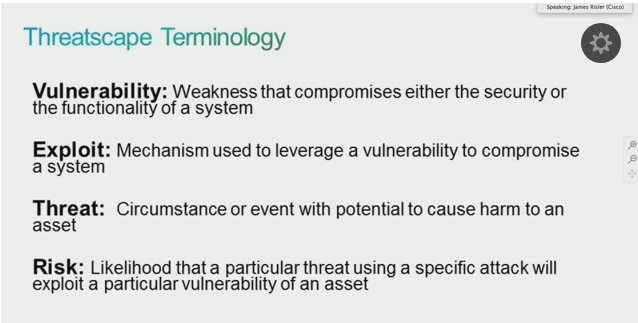 Speaking: James Risler (Cisco)
Threatscape Terminology
Vulnerability: Weakness that compromises either the security or
the functionality of a system
Exploit: Mechanism used to leverage a vulnerability to compromise
a system
Threat: Circumstance or event with potential to cause harm to an
asset
Risk: Likelihood that a particular threat using a specific attack will
exploit a particular vulnerability of an asset